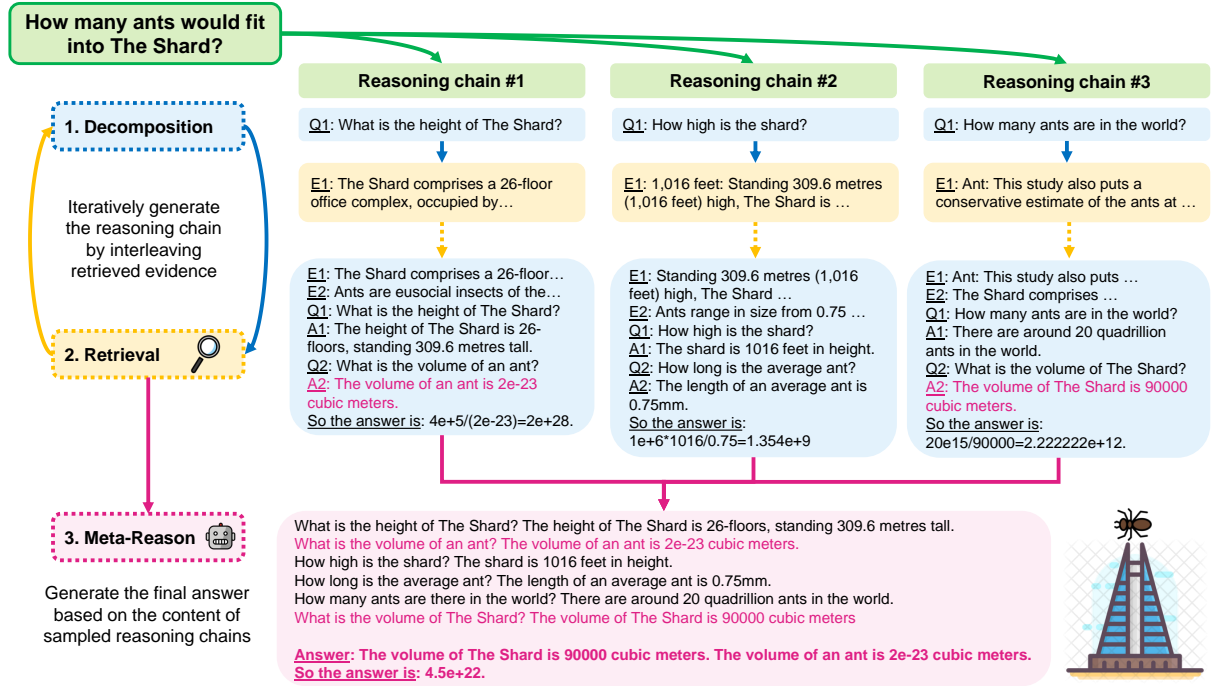 How many ants would fit
into The Shard?
Reasoning chain #1
Reasoning chain #2
Reasoning chain #3
1. Decomposition
Q1: What is the height of The Shard?
Q1: How high is the shard?
Q1: How many ants are in the world?
E1: The Shard comprises a 26-floor
office complex, occupied by…
E1: 1,016 feet: Standing 309.6 metres
(1,016 feet) high, The Shard is …
E1: Ant: This study also puts a
conservative estimate of the ants at …
Iteratively generate
the reasoning chain
by interleaving
retrieved evidence
2. Retrieval
E1: The Shard comprises a 26-floor…
E2: Ants are eusocial insects of the…
Q1: What is the height of The Shard?
A1: The height of The Shard is 26-
floors, standing 309.6 metres tall.
Q2: What is the volume of an ant?
A2: The volume of an ant is 2e-23
cubic meters.
So the answer is: 4e+5/(2e-23)=2e+28.
E1: Standing 309.6 metres (1,016
feet) high, The Shard …
E2: Ants range in size from 0.75 …
Q1: How high is the shard?
A1: The shard is 1016 feet in height.
Q2: How long is the average ant?
A2: The length of an average ant is
0.75mm.
So the answer is:
1e+6*1016/0.75=1.354e+9
E1: Ant: This study also puts …
E2: The Shard comprises …
Q1: How many ants are in the world?
A1: There are around 20 quadrillion
ants in the world.
Q2: What is the volume of The Shard?
A2: The volume of The Shard is 90000
cubic meters.
So the answer is:
20e15/90000=2.222222e+12.
3. Meta-Reason
Generate the final answer
based on the content of
sampled reasoning chains
What is the height of The Shard? The height of The Shard is 26-floors, standing 309.6 metres tall.
What is the volume of an ant? The volume of an ant is 2e-23 cubic meters.
How high is the shard? The shard is 1016 feet in height.
How long is the average ant? The length of an average ant is 0.75mm.
How many ants are there in the world? There are around 20 quadrillion ants in the world.
What is the volume of The Shard? The volume of The Shard is 90000 cubic meters
Answer: The volume of The Shard is 90000 cubic meters. The volume of an ant is 2e-23 cubic meters.
So the answer is: 4.5e+22.